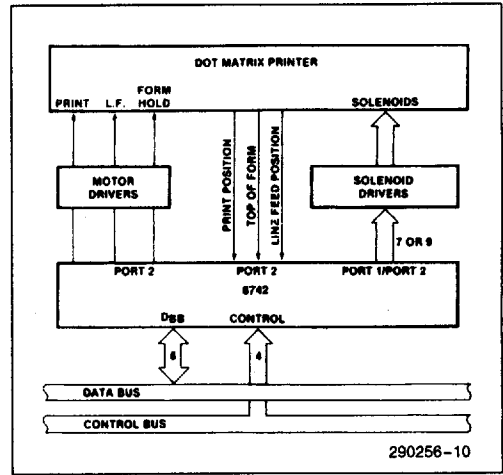 DOT MATRIX PRINTER
FORM
PRINT L.F. HOLD
SOLENOIDS
PRINT POSITION
TOP OF FORM
LINE FEED POSITION
MOTOR
DRIVERS
SOLENOID
DRIVERS
7 OR 9
PORT 2 PORT 2 PORT 1/PORT 2
8742
DBB CONTROL
8 4
DATA BUS
CONTROL BUS
290256-10